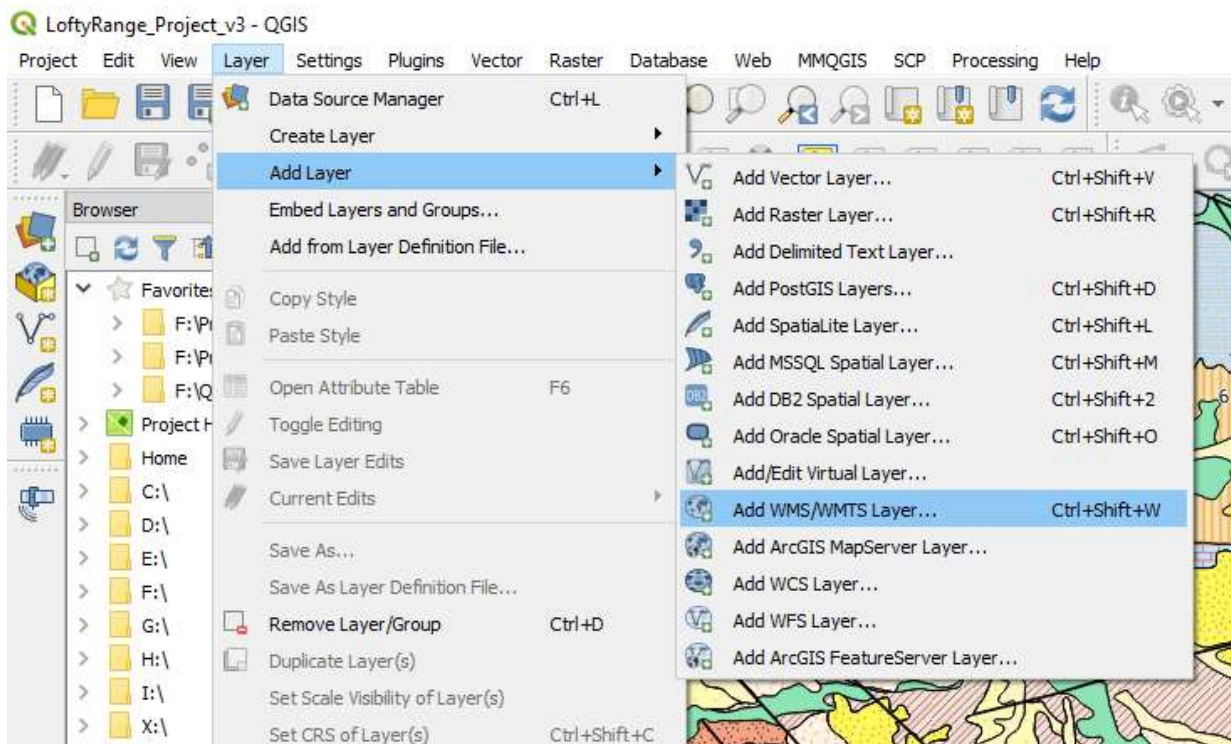 LoftyRange_Project_v3 - QGIS
Project Edit View Layer Settings Plugins Vector Raster Database Web MMQGIS SCP Processing Help
Data Source Manager Ctrl+L
Create Layer
Add Layer
Embed Layers and Groups...
Add from Layer Definition File...
Copy Style
Paste Style
Open Attribute Table F6
Toggle Editing
Save Layer Edits
Current Edits
Save As...
Save As Layer Definition File...
Remove Layer/Group Ctrl+D
Duplicate Layer(s)
Set Scale Visibility of Layer(s)
Set CRS of Layer(s) Ctrl+Shift+C
Add Vector Layer... Ctrl+Shift+V
Add Raster Layer... Ctrl+Shift+R
Add Delimited Text Layer...
Add PostGIS Layers... Ctrl+Shift+D
Add SpatiaLite Layer... Ctrl+Shift+L
Add MSSQL Spatial Layer... Ctrl+Shift+M
DB2 Add DB2 Spatial Layer... Ctrl+Shift+2
Add Oracle Spatial Layer... Ctrl+Shift+O
Add/Edit Virtual Layer...
Add WMS/WMTS Layer... Ctrl+Shift+W
Add ArcGIS MapServer Layer...
Add WCS Layer...
Add WFS Layer...
Add ArcGIS FeatureServer Layer...
Browser
Favorites
F:\P
F:\P
F:\Q
Project H
Home
C:\
D:\
E:\
F:\
G:\
H:\
I:\
X:\
6